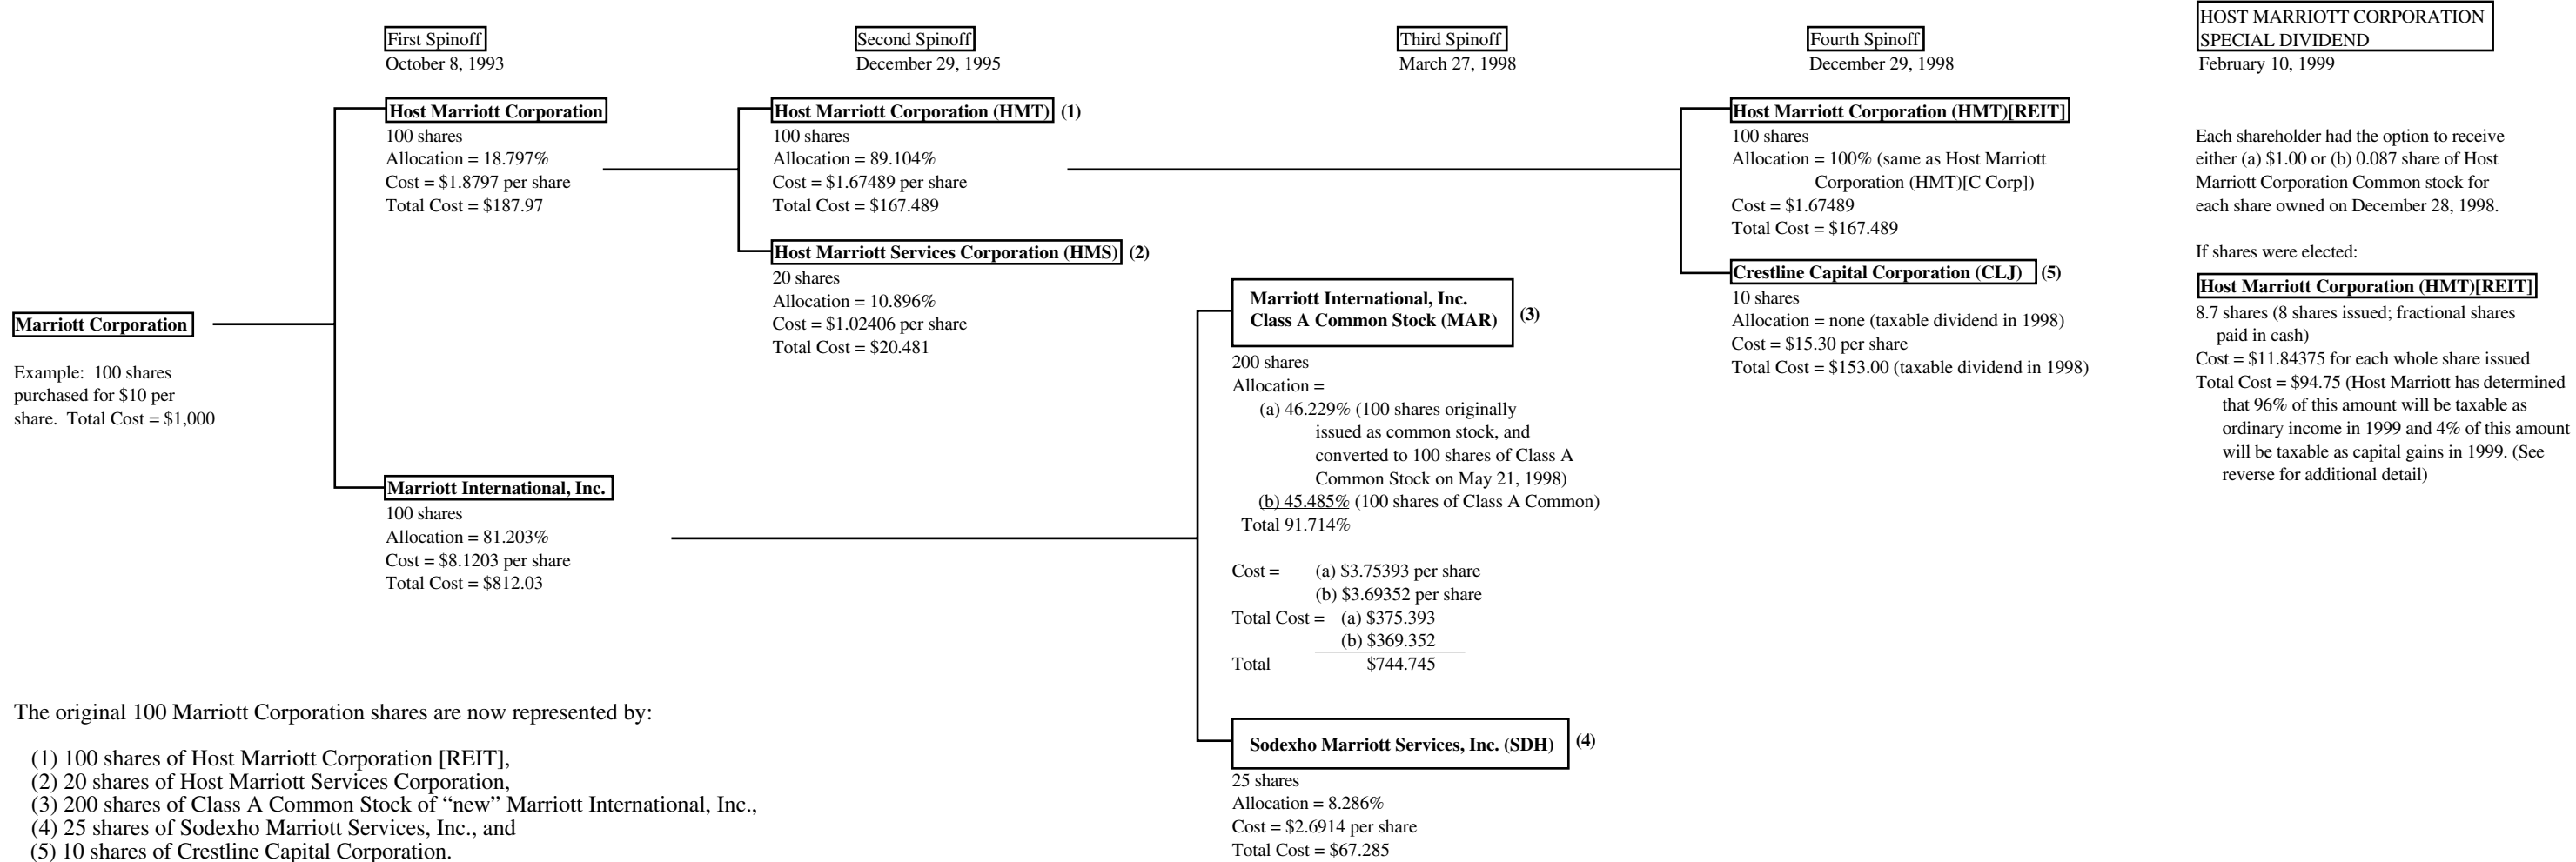 First Spinoff
October 8, 1993
Second Spinoff
December 29, 1995
Third Spinoff
March 27, 1998
Fourth Spinoff
December 29, 1998
HOST MARRIOTT CORPORATION
SPECIAL DIVIDEND
February 10, 1999
Marriott Corporation
Example: 100 shares
purchased for $10 per
share. Total Cost = $1,000
Host Marriott Corporation
100 shares
Allocation = 18.797%
Cost = $1.8797 per share
Total Cost = $187.97
Marriott International, Inc.
100 shares
Allocation = 81.203%
Cost = $8.1203 per share
Total Cost = $812.03
Host Marriott Corporation (HMT) (1)
100 shares
Allocation = 89.104%
Cost = $1.67489 per share
Total Cost = $167.489
Host Marriott Services Corporation (HMS) (2)
20 shares
Allocation = 10.896%
Cost = $1.02406 per share
Total Cost = $20.481
Marriott International, Inc.
Class A Common Stock (MAR) (3)
200 shares
Allocation =
(a) 46.229% (100 shares originally
issued as common stock, and
converted to 100 shares of Class A
Common Stock on May 21, 1998)
(b) 45.485% (100 shares of Class A Common)
Total 91.714%
Cost = (a) $3.75393 per share
(b) $3.69352 per share
Total Cost = (a) $375.393
(b) $369.352
Total $744.745
Sodexho Marriott Services, Inc. (SDH) (4)
25 shares
Allocation = 8.286%
Cost = $2.6914 per share
Total Cost = $67.285
Host Marriott Corporation (HMT)[REIT]
100 shares
Allocation = 100% (same as Host Marriott
Corporation (HMT)[C Corp])
Cost = $1.67489
Total Cost = $167.489
Crestline Capital Corporation (CLJ) (5)
10 shares
Allocation = none (taxable dividend in 1998)
Cost = $15.30 per share
Total Cost = $153.00 (taxable dividend in 1998)
Each shareholder had the option to receive
either (a) $1.00 or (b) 0.087 share of Host
Marriott Corporation Common stock for
each share owned on December 28, 1998.
If shares were elected:
Host Marriott Corporation (HMT)[REIT]
8.7 shares (8 shares issued; fractional shares
paid in cash)
Cost = $11.84375 for each whole share issued
Total Cost = $94.75 (Host Marriott has determined
that 96% of this amount will be taxable as
ordinary income in 1999 and 4% of this amount
will be taxable as capital gains in 1999. (See
reverse for additional detail)
The original 100 Marriott Corporation shares are now represented by:
(1) 100 shares of Host Marriott Corporation [REIT],
(2) 20 shares of Host Marriott Services Corporation,
(3) 200 shares of Class A Common Stock of “new” Marriott International, Inc.,
(4) 25 shares of Sodexho Marriott Services, Inc., and
(5) 10 shares of Crestline Capital Corporation.